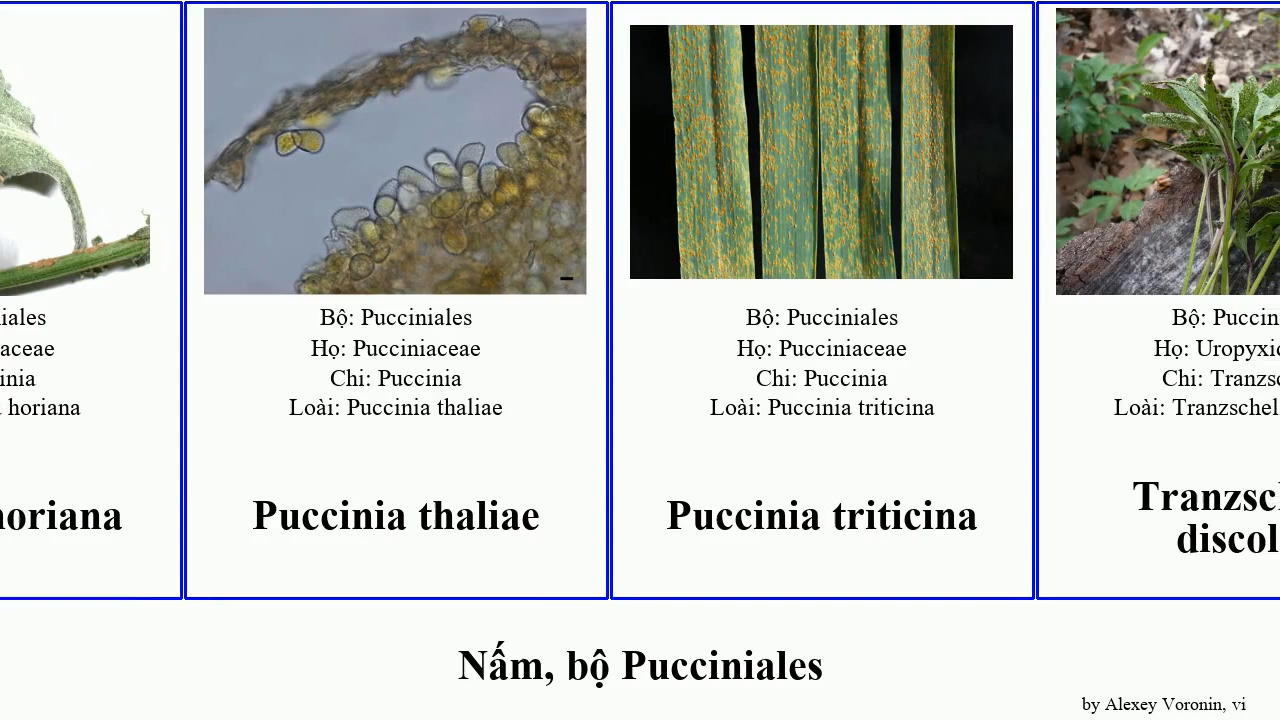 iales
aceae
inia
horiana
horiana
Bộ: Pucciniales
Họ: Pucciniaceae
Chi: Puccinia
Loài: Puccinia thaliae
Puccinia thaliae
Bộ: Pucciniales
Họ: Pucciniaceae
Chi: Puccinia
Loài: Puccinia triticina
Puccinia triticina
Bộ: Puccin
Họ: Uropyxi
Chi: Tranzs
Loài: Tranzschel
Tranzsc
discol
Nấm, bộ Pucciniales
by Alexey Voronin, vi